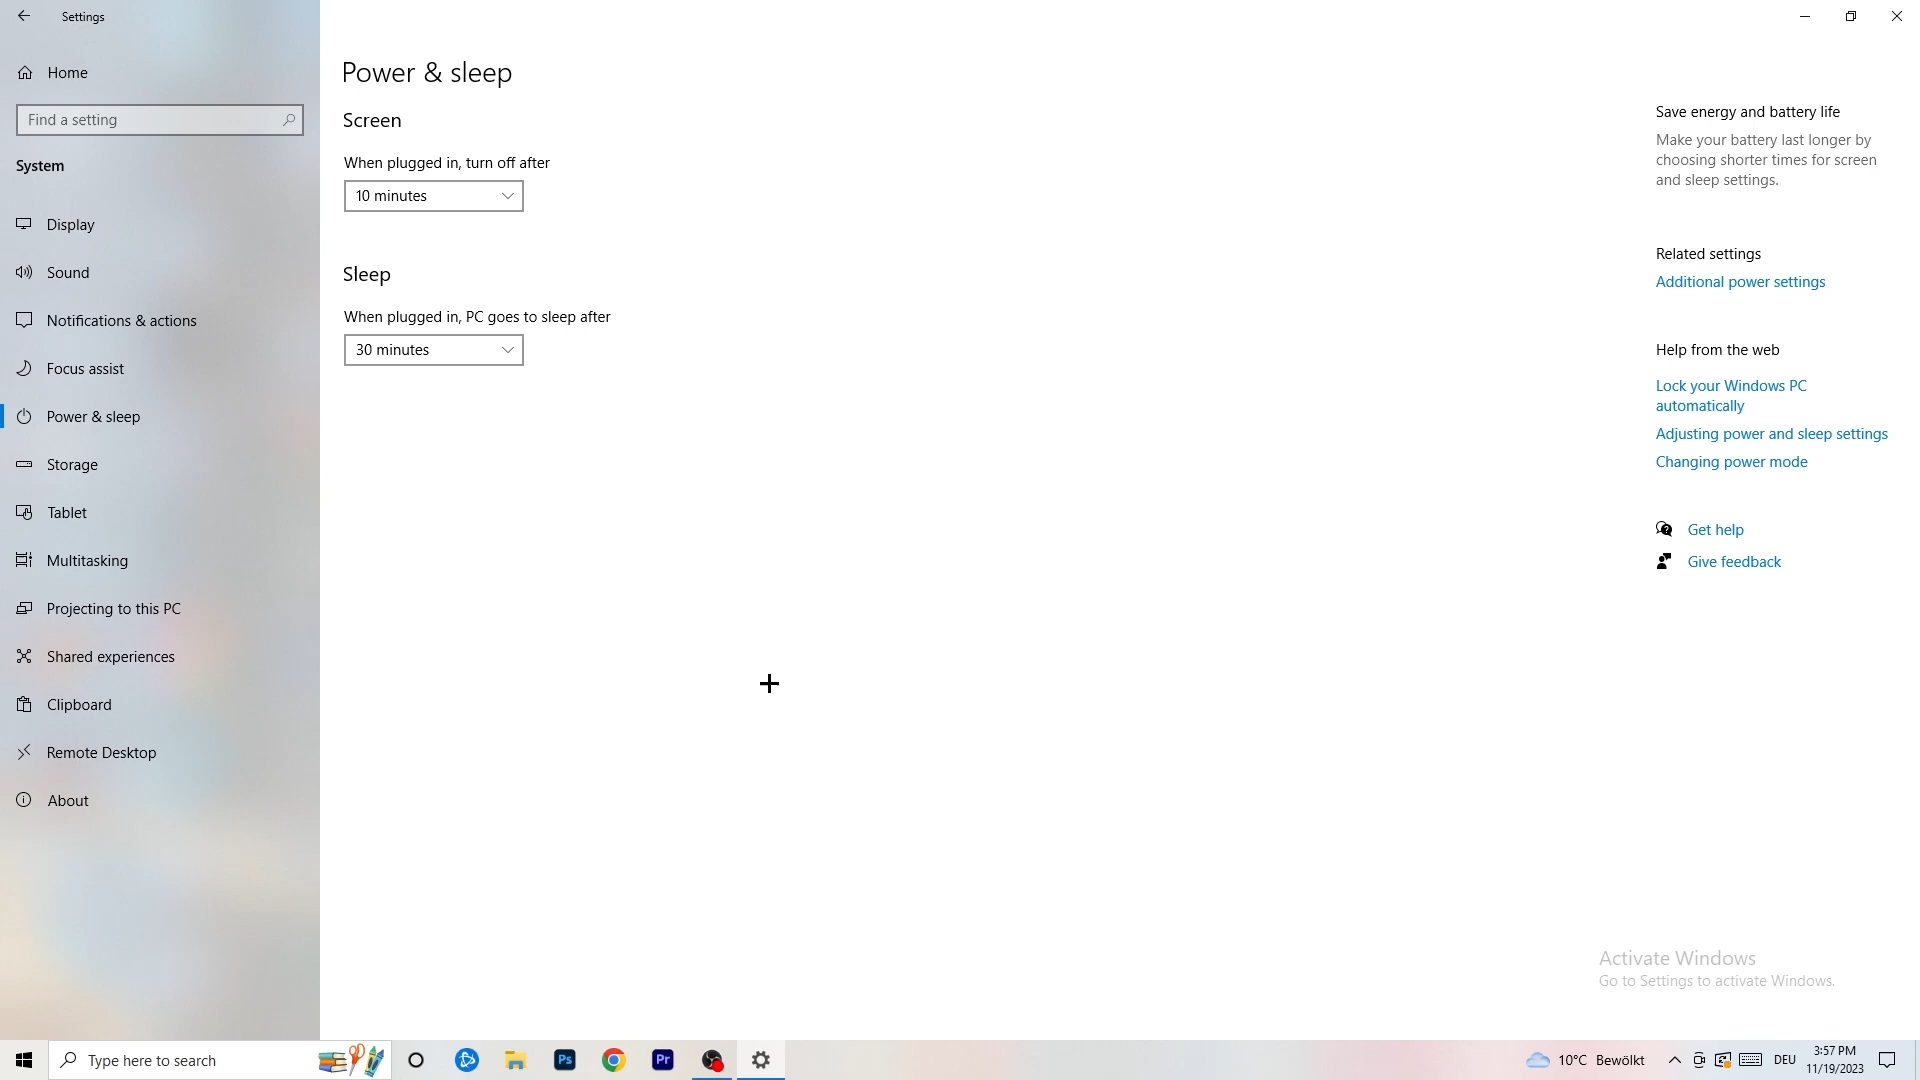 Settings
Home
Find a setting
System
Display
Sound
Notifications & actions
Focus assist
Power & sleep
Storage
Tablet
Multitasking
Projecting to this PC
Shared experiences
Clipboard
Remote Desktop
About
Power & sleep
Screen
When plugged in, turn off after
10 minutes
Sleep
When plugged in, PC goes to sleep after
30 minutes
Save energy and battery life
Make your battery last longer by
choosing shorter times for screen
and sleep settings.
Related settings
Additional power settings
Help from the web
Lock your Windows PC
automatically
Adjusting power and sleep settings
Changing power mode
Get help
Give feedback
Activate Windows
Go to Settings to activate Windows.
Type here to search
Ps
Pr
10°C Bewölkt
DEU
3:57 PM
11/19/2023